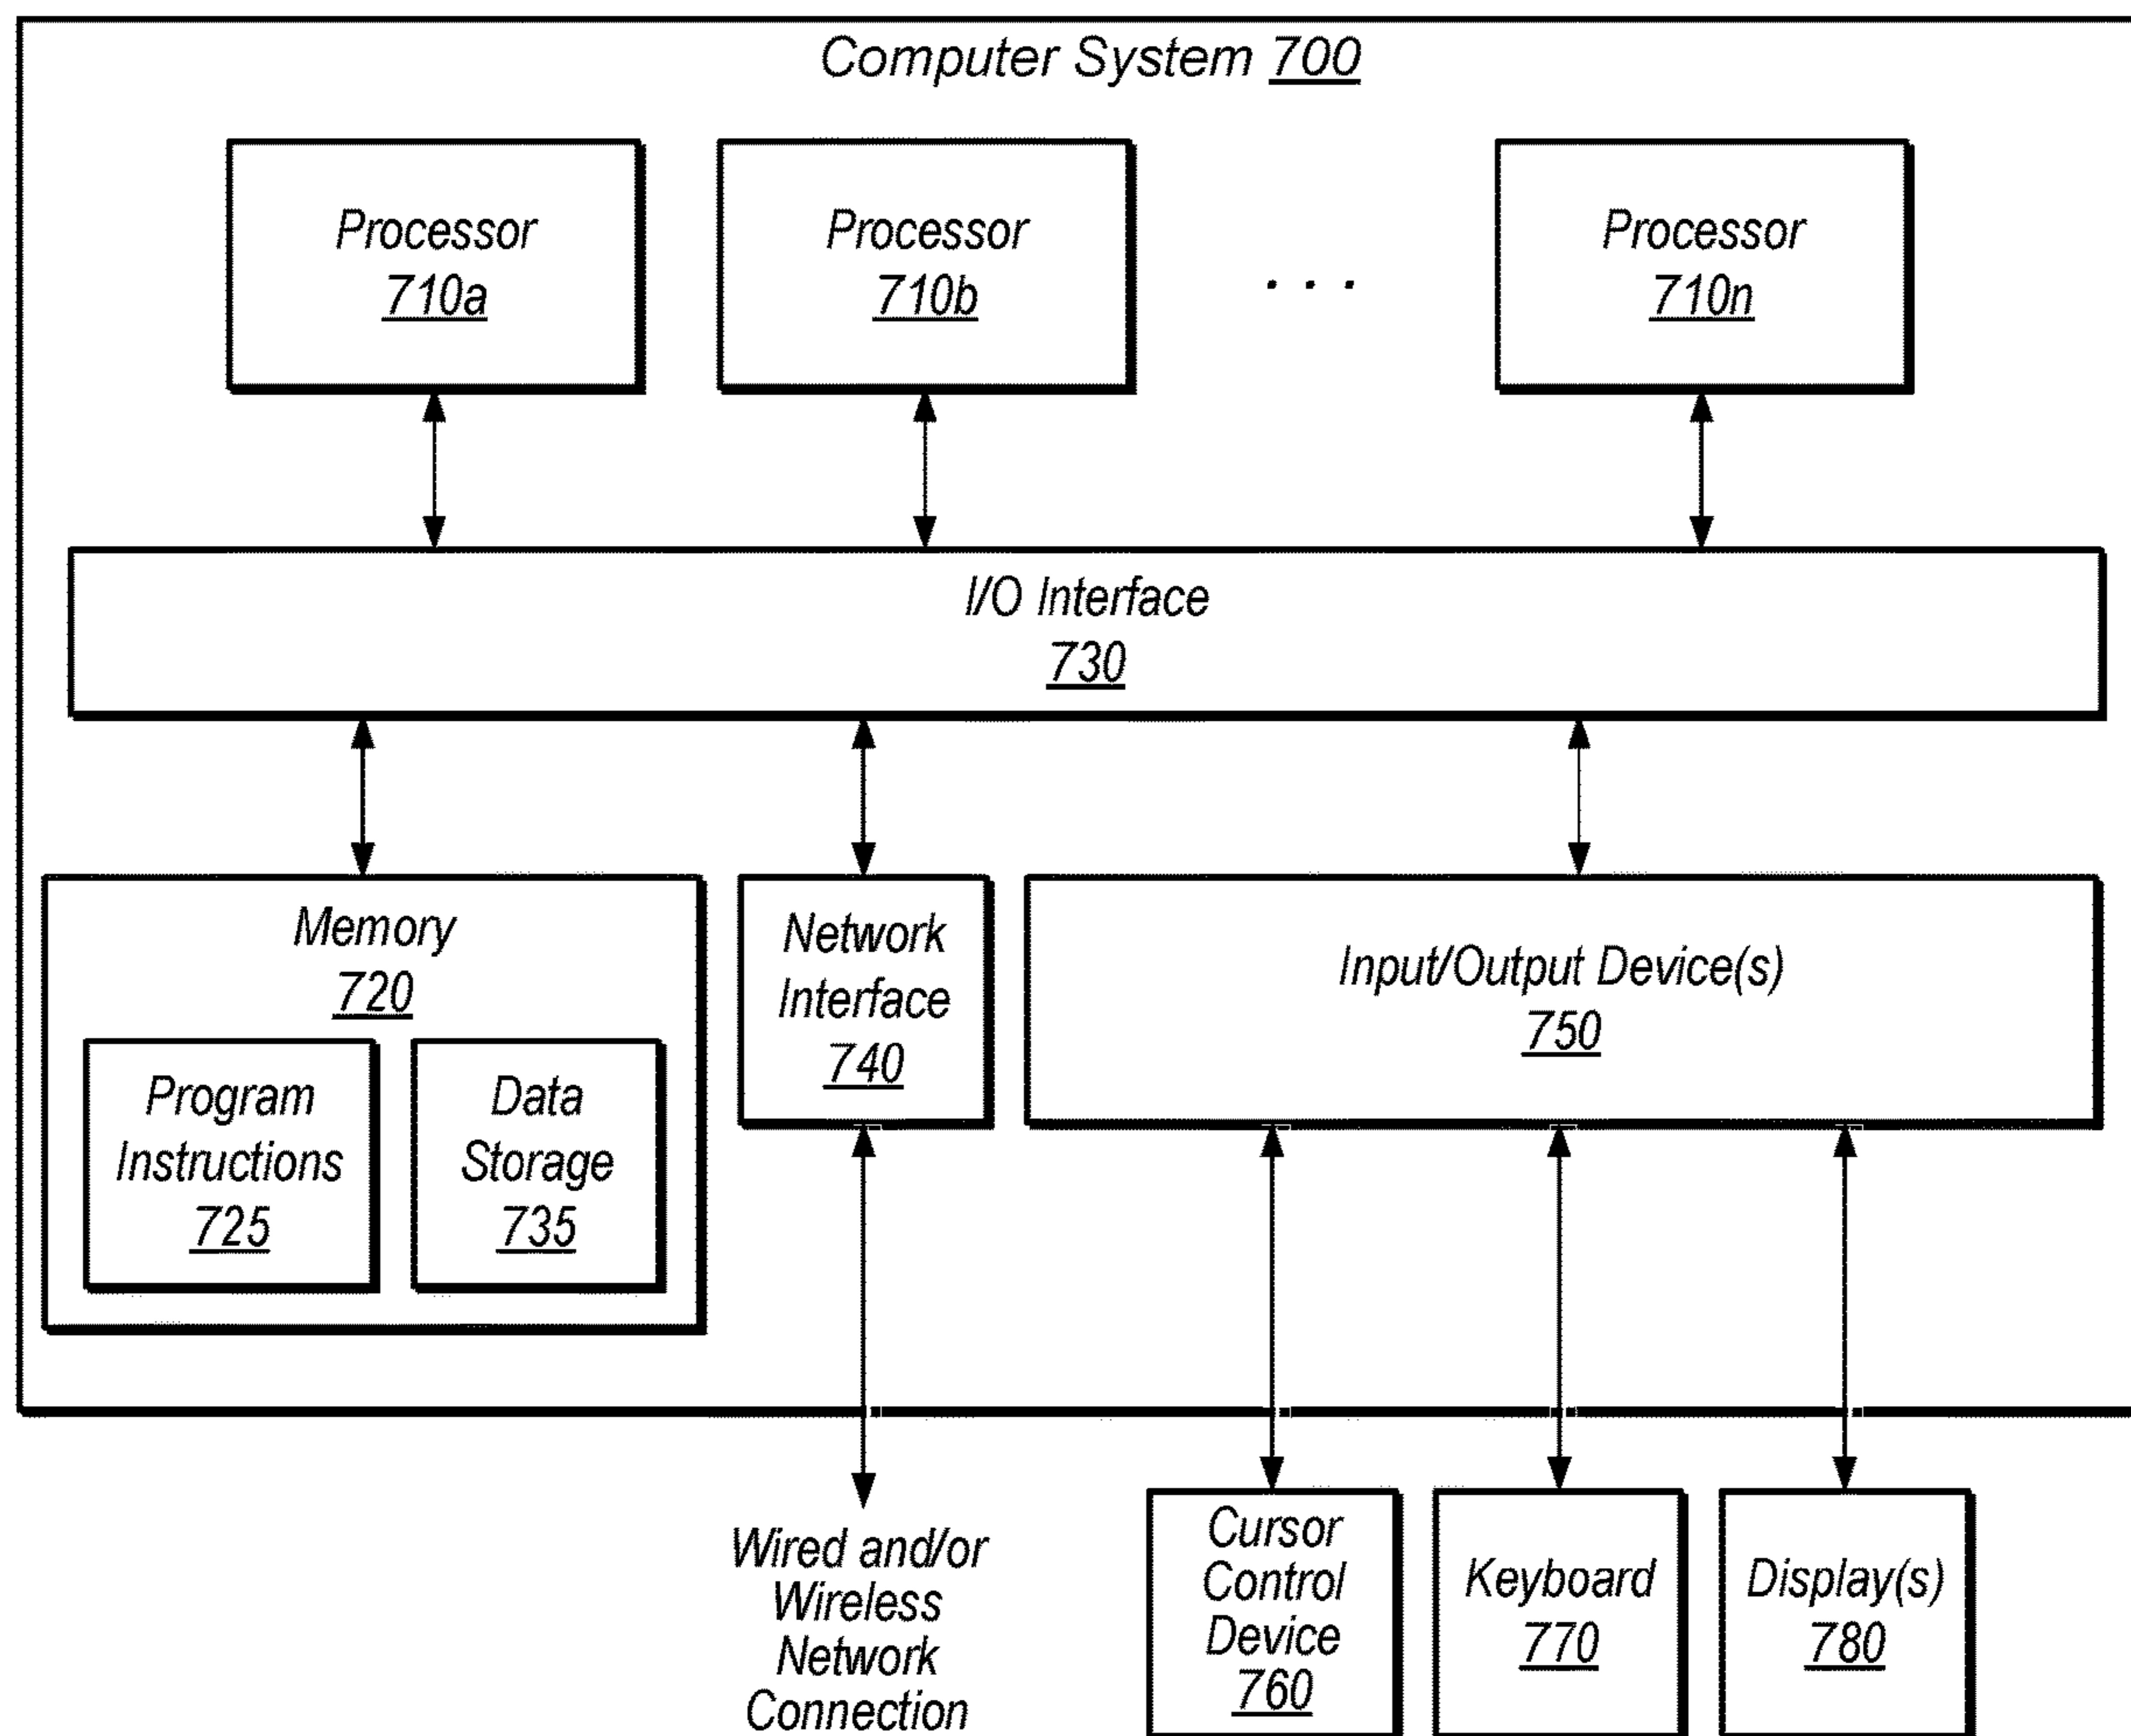 Computer System 700
Processor
710a
Processor
710b
. . .
Processor
710n
I/O Interface
730
Memory
720
Program
Instructions
725
Data
Storage
735
Network
Interface
740
Input/Output Device(s)
750
Wired and/or
Wireless
Network
Connection
Cursor
Control
Device
760
Keyboard
770
Display(s)
780